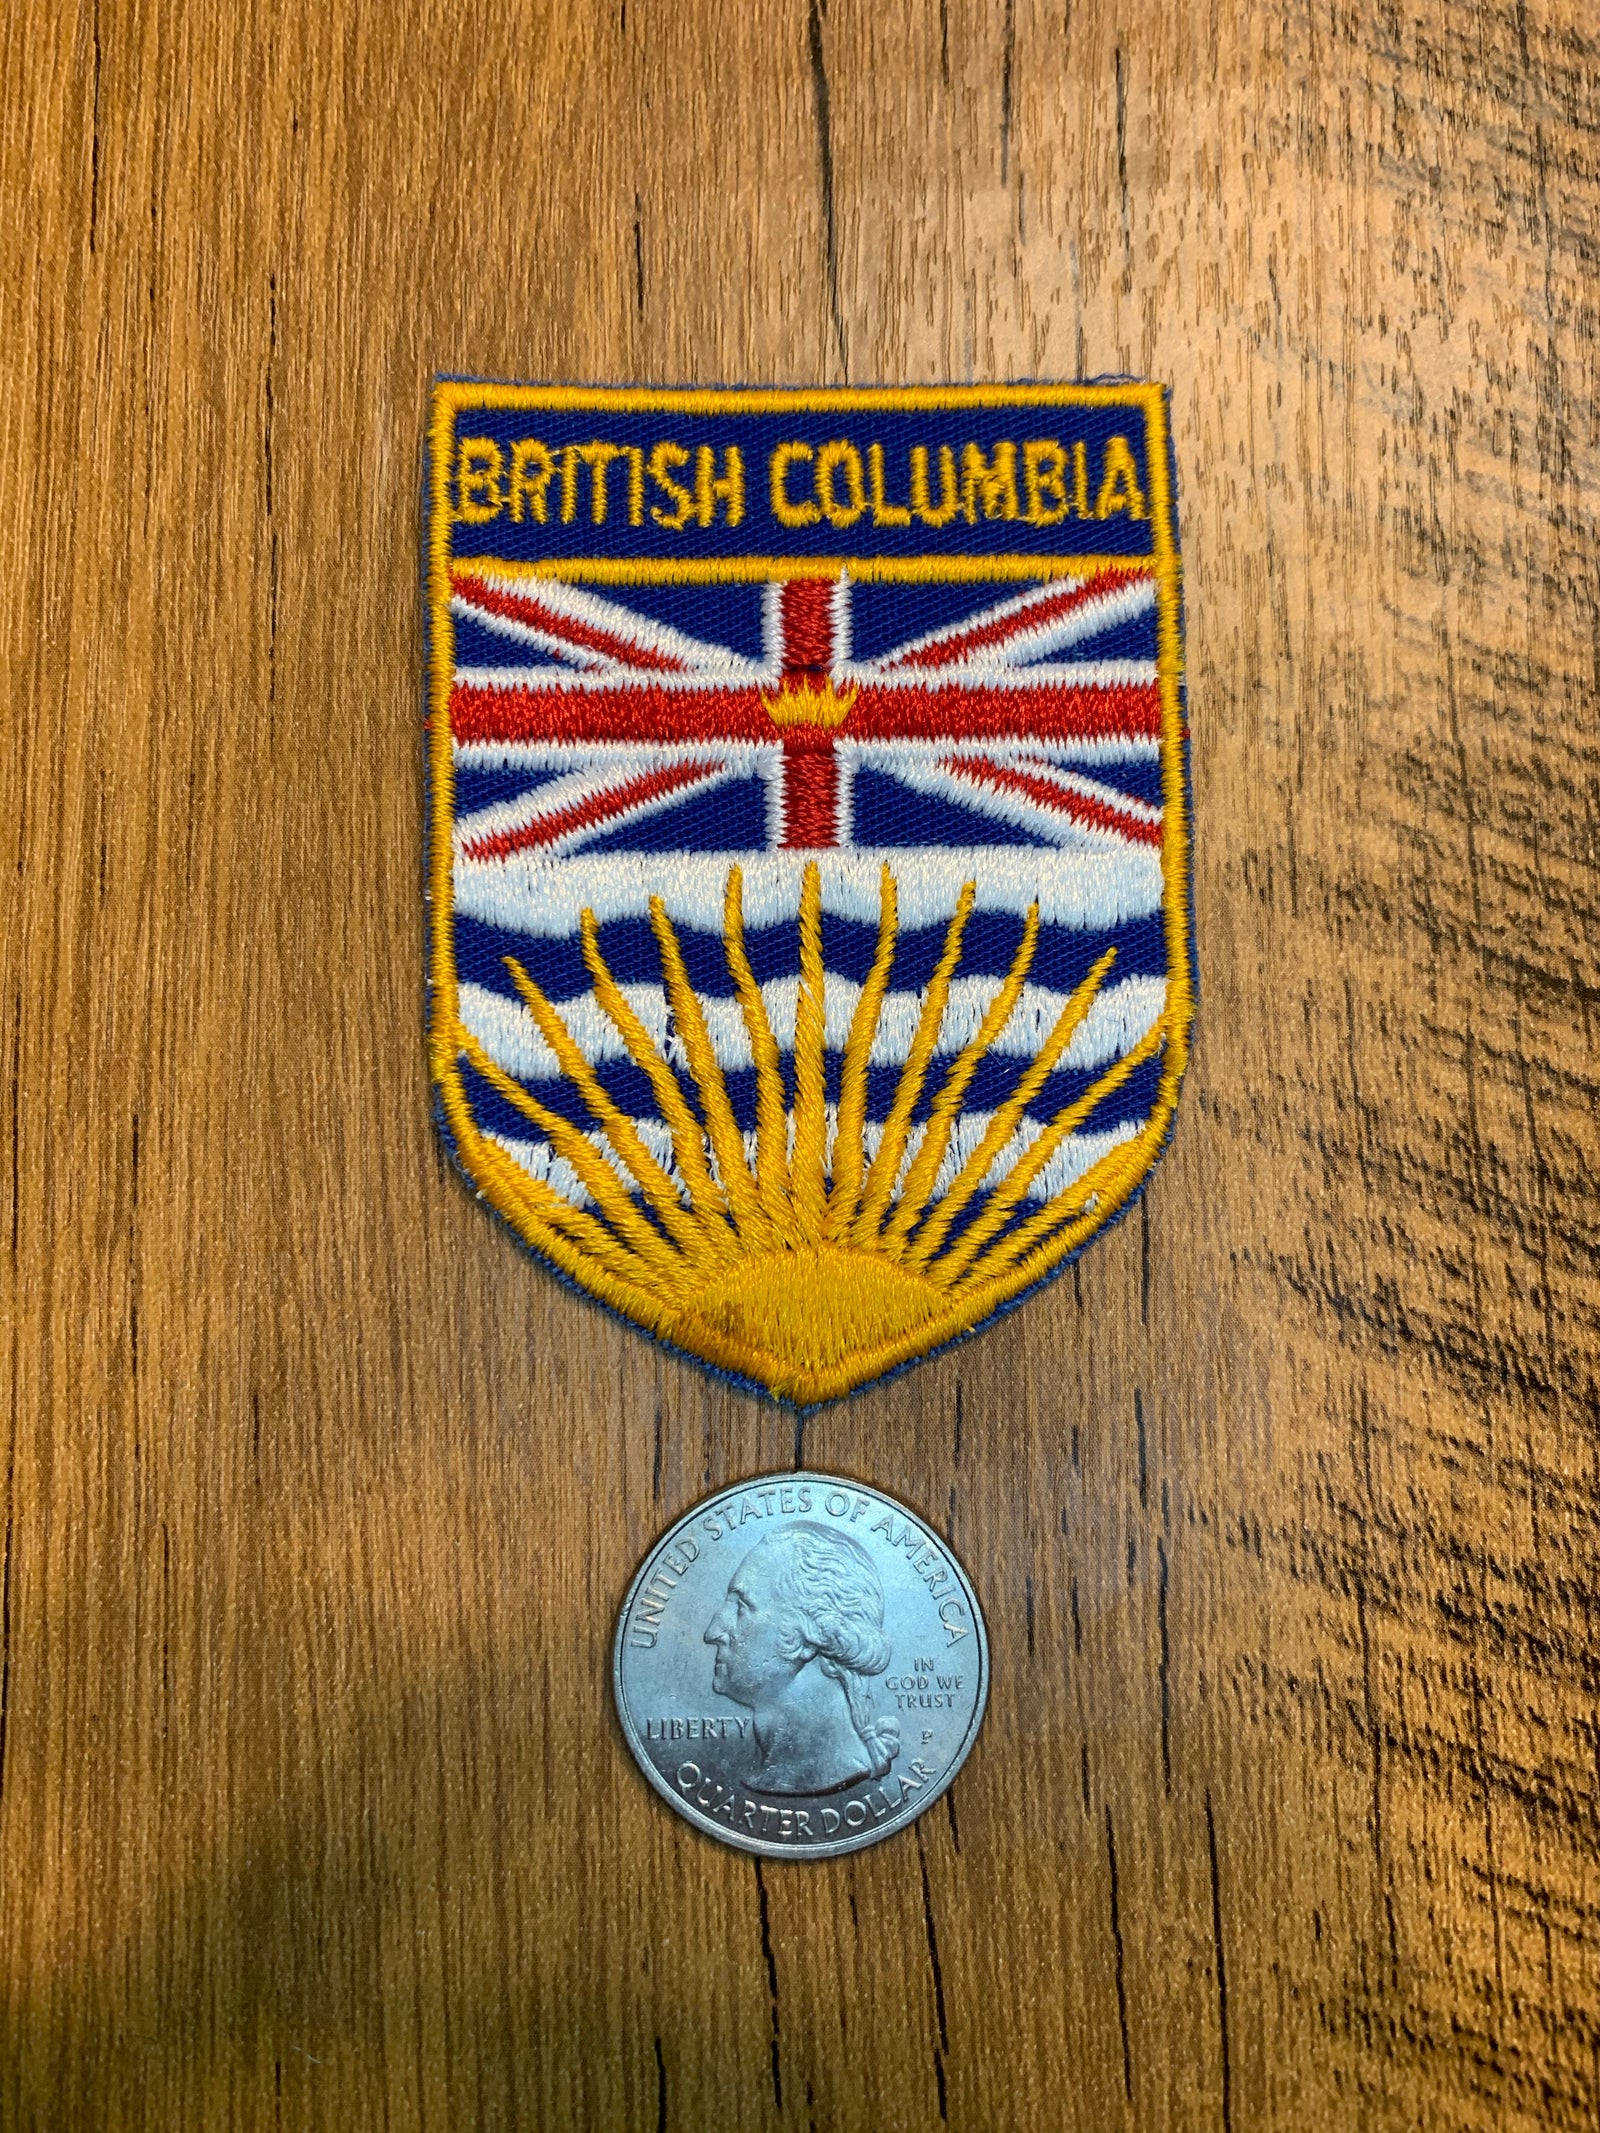 BRITISH COLUMBIA
UNITED STATES OF AMERICA
IN
GOD WE
TRUST
LIBERTY
P
QUARTER DOLLAR